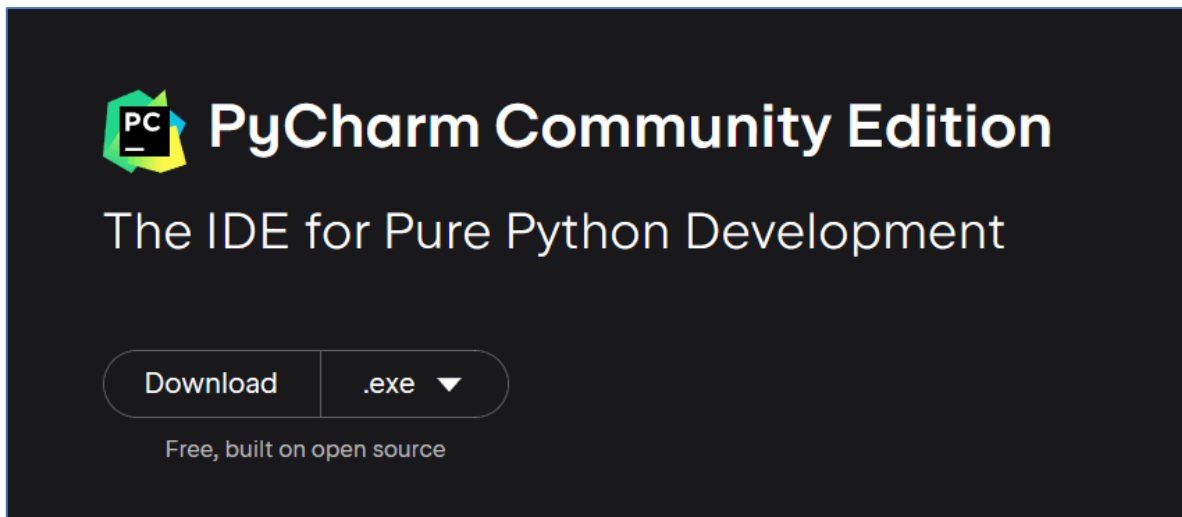 PC
PyCharm Community Edition
The IDE for Pure Python Development
Download .exe
Free, built on open source